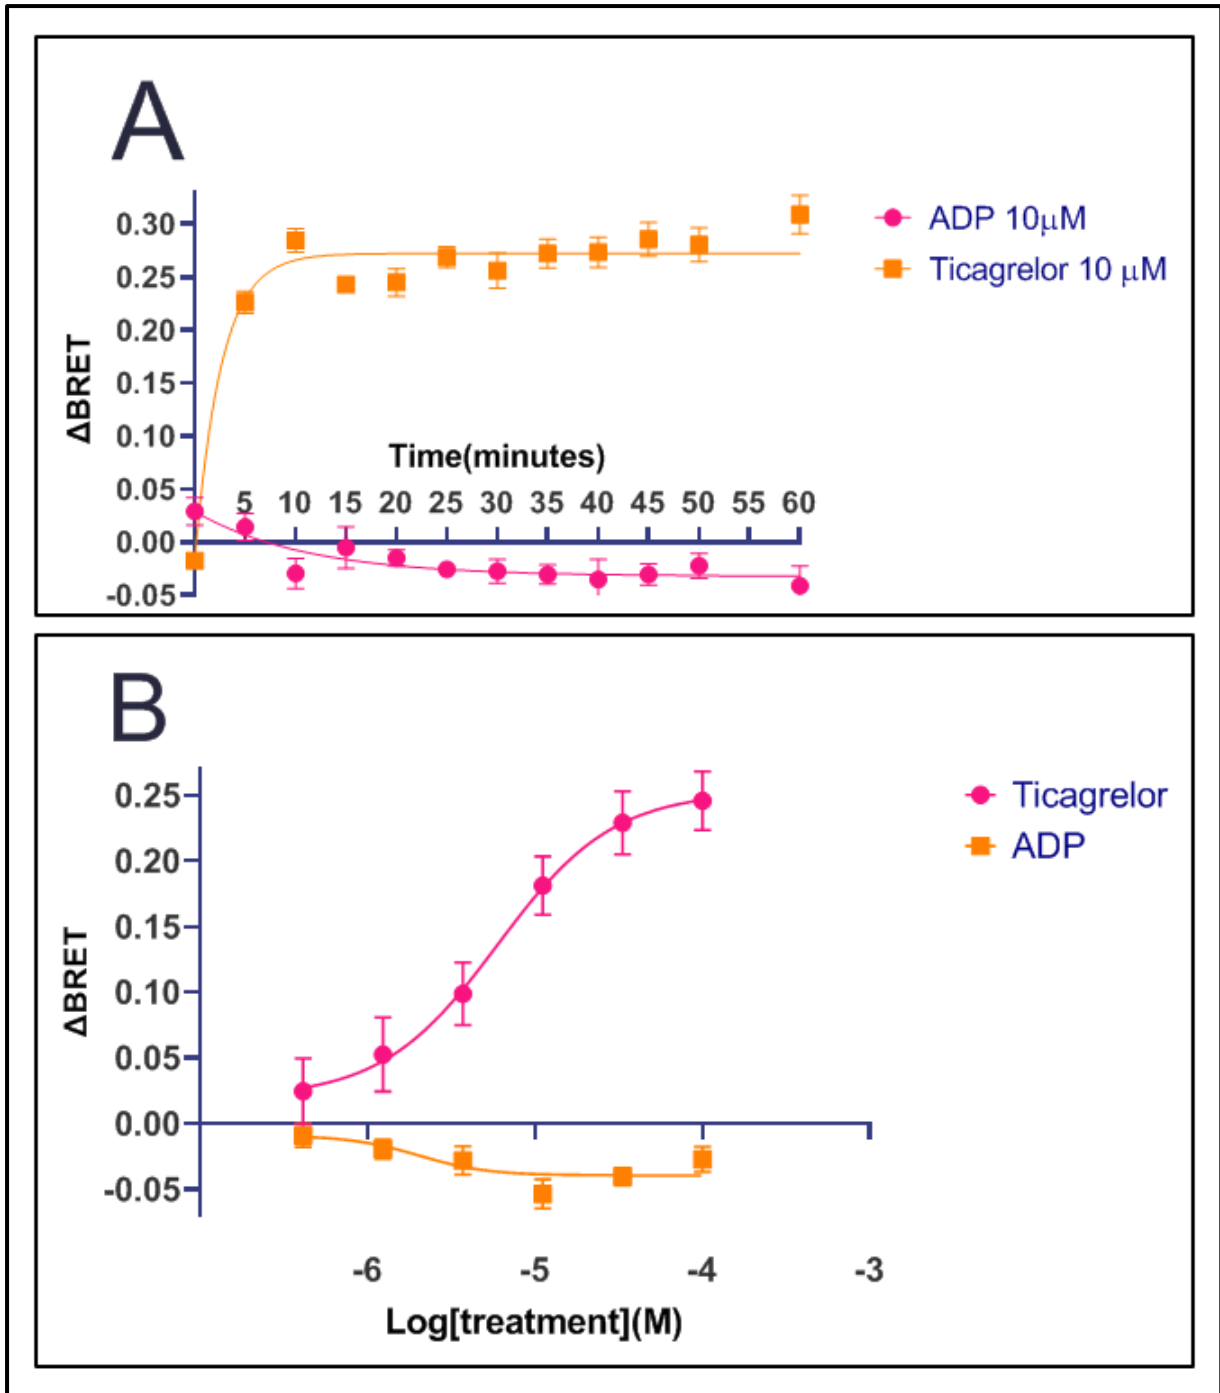 A
0.30
0.25
0.20
0.15
0.10
0.05
0.00
-0.05
ΔBRET
Time(minutes)
5 10 15 20 25 30 35 40 45 50 55 60
ADP 10μM
Ticagrelor 10 μM
B
0.25
0.20
0.15
0.10
0.05
0.00
-0.05
ΔBRET
Ticagrelor
ADP
-6 -5 -4 -3
Log[treatment](M)